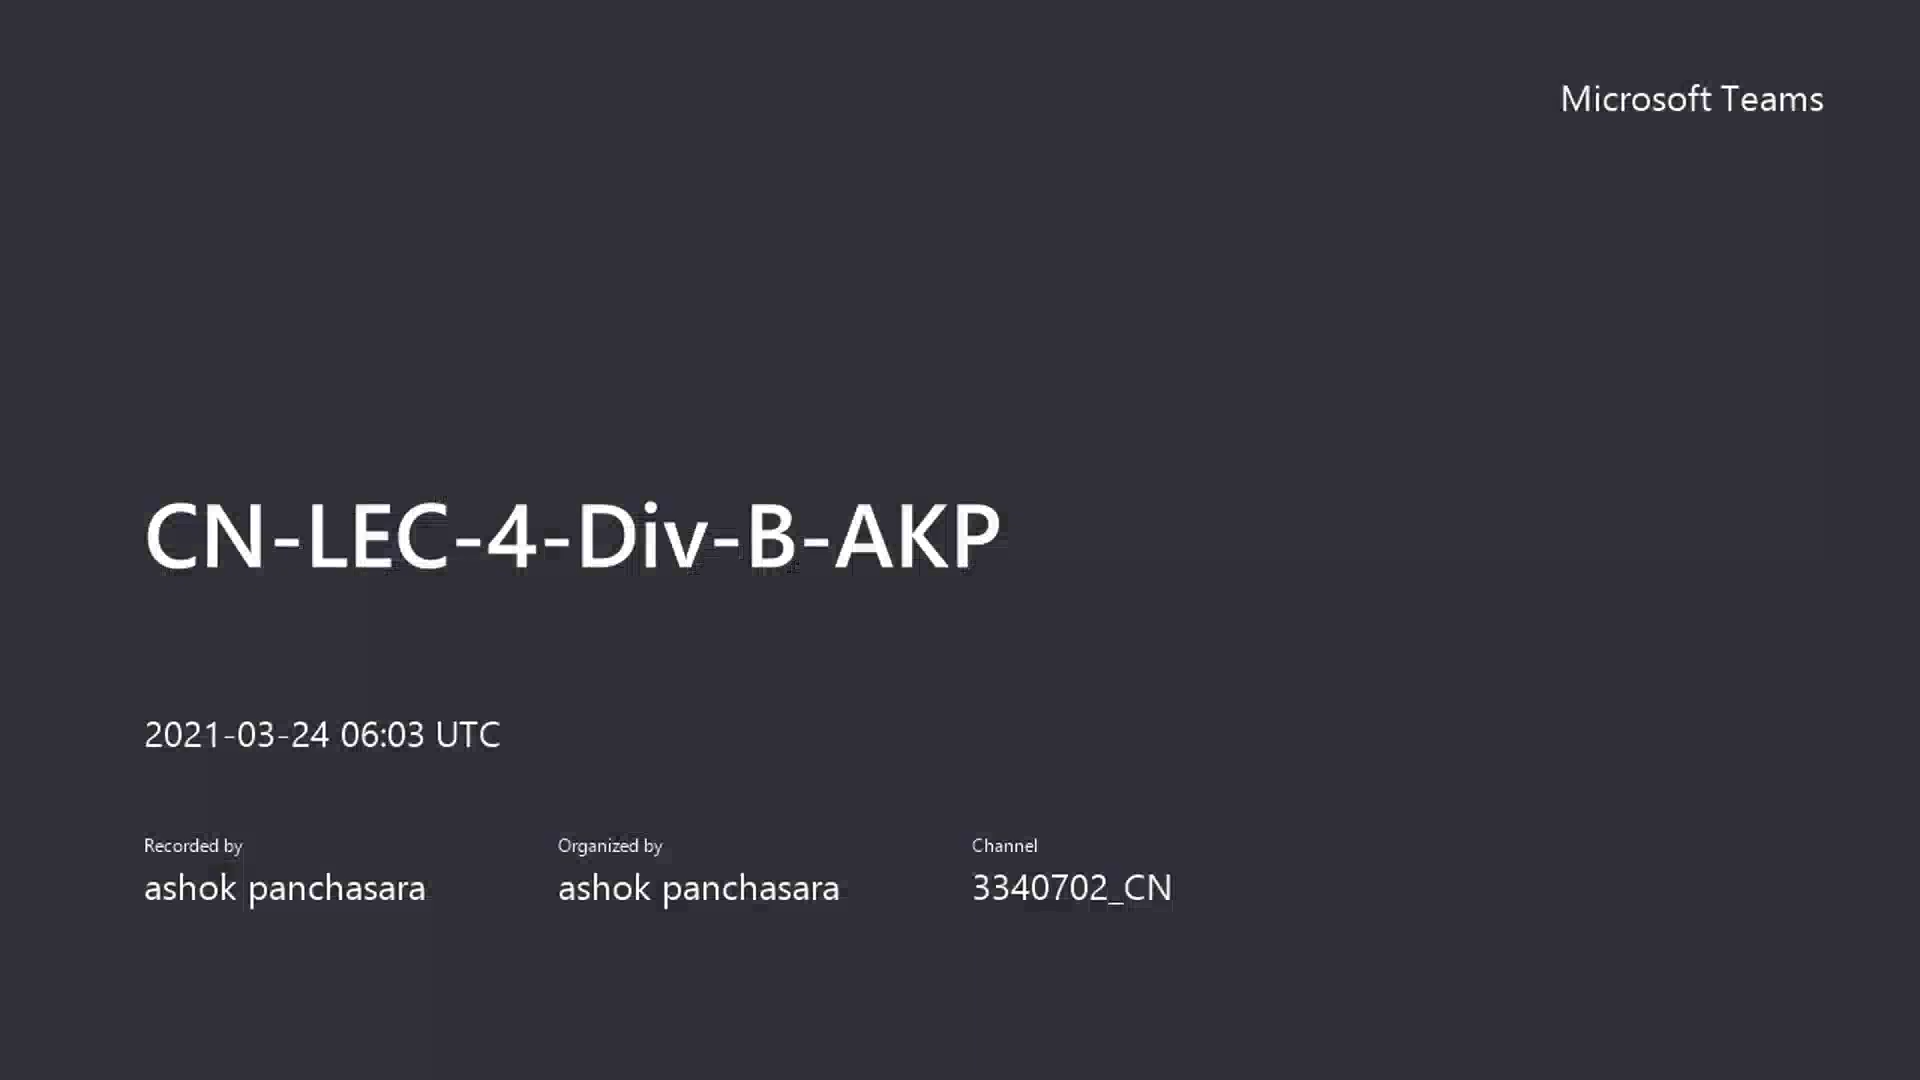 Microsoft Teams
CN-LEC-4-Div-B-AKP
2021-03-24 06:03 UTC
Recorded by
ashok panchasara
Organized by
ashok panchasara
Channel
3340702_CN